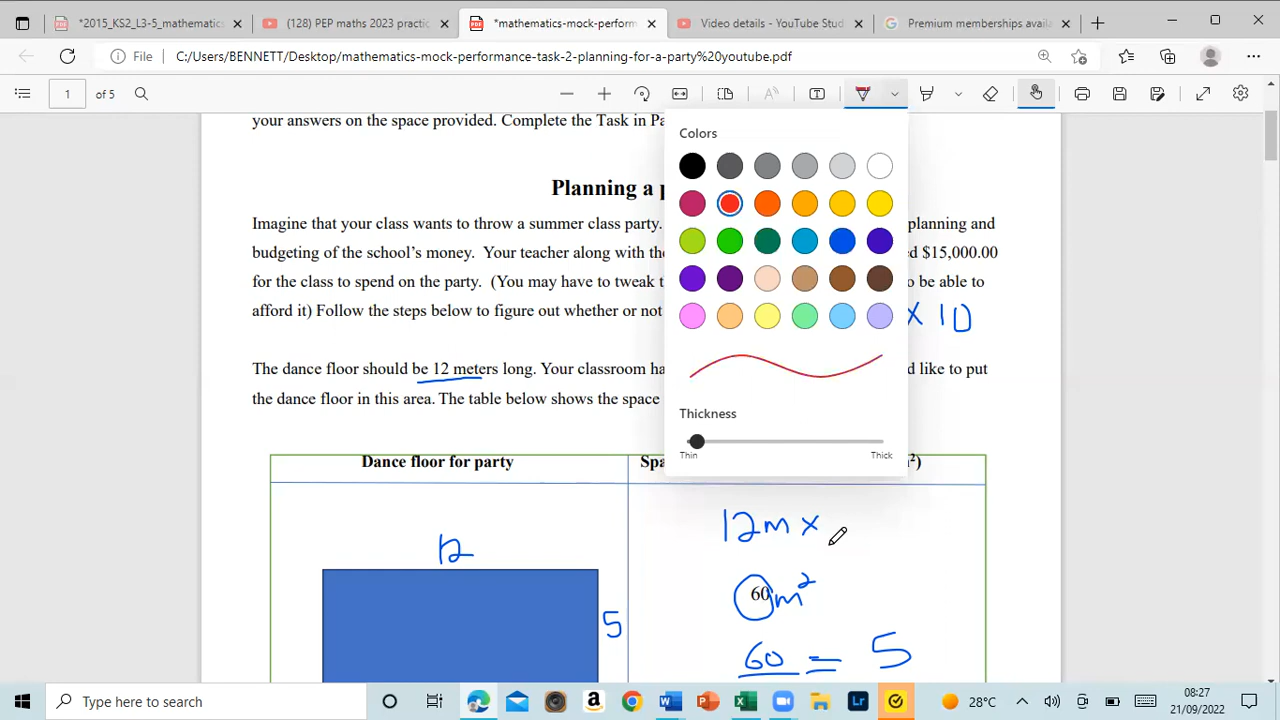 *2015_KS2_L3-5_mathematics
(128) PEP maths 2023 practic
*mathematics-mock-perform
Video details - YouTube Stud
Premium memberships avail
File
C:/Users/BENNETT/Desktop/mathematics-mock-performance-task-2-planning-for-a-party%20youtube.pdf
1 of 5
your answers on the space provided. Complete the Task in Pa
Planning a p
Imagine that your class wants to throw a summer class party.
planning and
budgeting of the school's money. Your teacher along with the
ed $15,000.00
for the class to spend on the party. (You may have to tweak t
o be able to
afford it) Follow the steps below to figure out whether or not
X 10
The dance floor should be 12 meters long. Your classroom ha
d like to put
the dance floor in this area. The table below shows the space
Colors
Thickness
Thin
Thick
Dance floor for party
Spa
²)
12m x
12
60 m²
5
60 = 5
Type here to search
28°C
08:27
21/09/2022